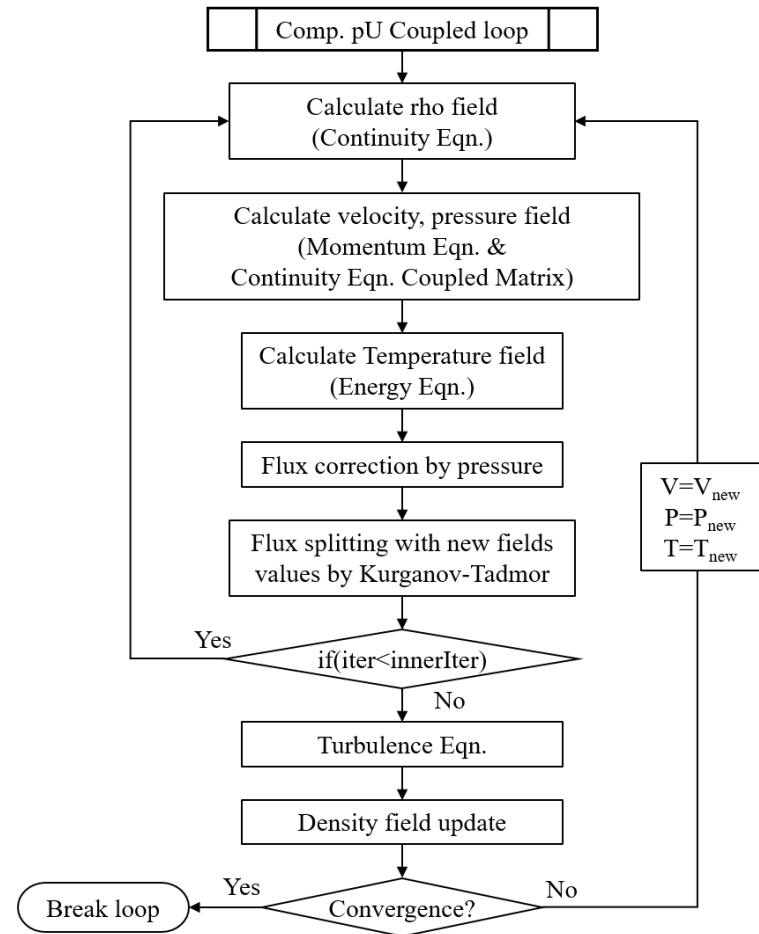 Comp. pU Coupled loop
Calculate rho field
(Continuity Eqn.)
Calculate velocity, pressure field
(Momentum Eqn. &
Continuity Eqn. Coupled Matrix)
Calculate Temperature field
(Energy Eqn.)
Flux correction by pressure
V=Vnew
P=Pnew
T=Tnew
Flux splitting with new fields
values by Kurganov-Tadmor
Yes
if(iter<innerIter)
No
Turbulence Eqn.
Density field update
Yes
No
Break loop
Convergence?